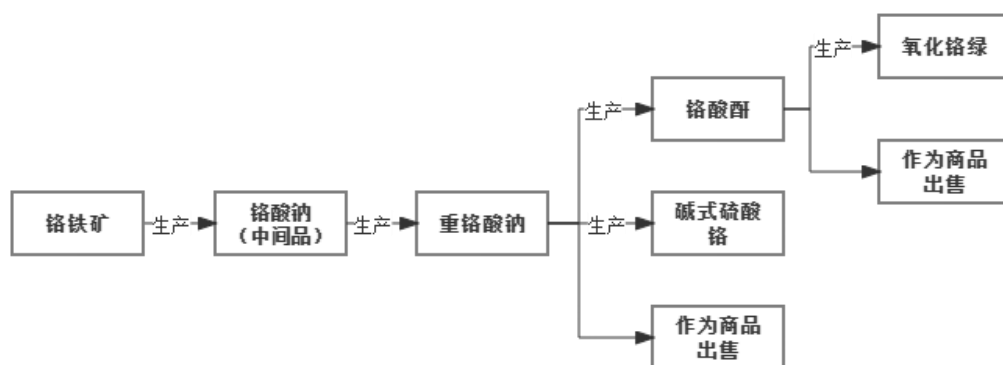 氧化铬绿
生产
生产
铬酸酐
作为商品
出售
铬铁矿
生产
铬酸钠
（中间品）
生产
重铬酸钠
生产
碱式硫酸
铬
作为商品
出售